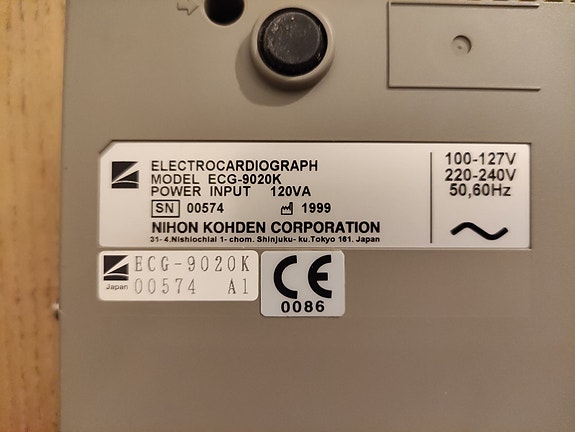 ELECTROCARDIOGRAPH
MODEL ECG-9020K
POWER INPUT 120VA
SN 00574 1999
NIHON KOHDEN CORPORATION
31-4.Nishiochiai 1-chom. Shinjuku-ku.Tokyo 161. Japan
100-127V
220-240V
50,60Hz
ECG-9020K
Japan 00574 A1
CE
0086